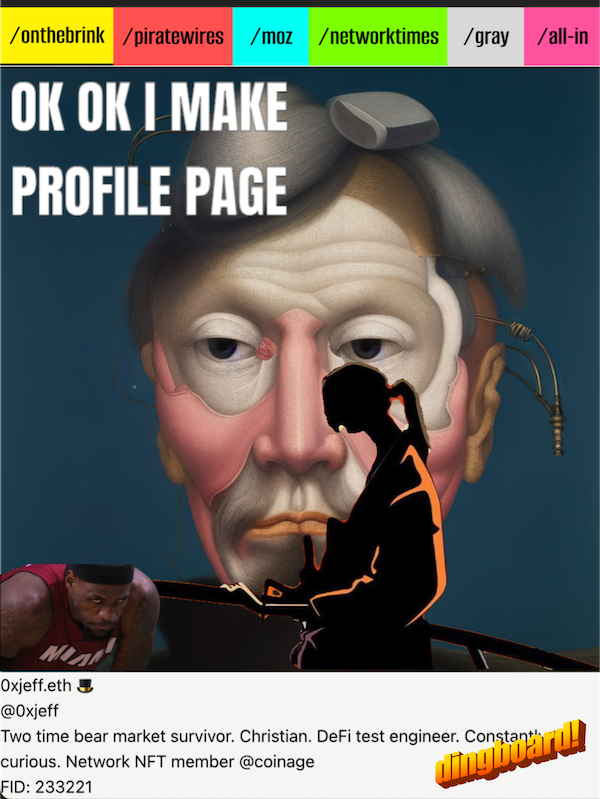 /onthebrink /piratewires /moz /networktimes /gray /all-in
OK OK I MAKE
PROFILE PAGE
MIAMI
0xjeff.eth 🎩
@0xjeff
Two time bear market survivor. Christian. DeFi test engineer. Constantly
curious. Network NFT member @coinage
dingboard!
FID: 233221